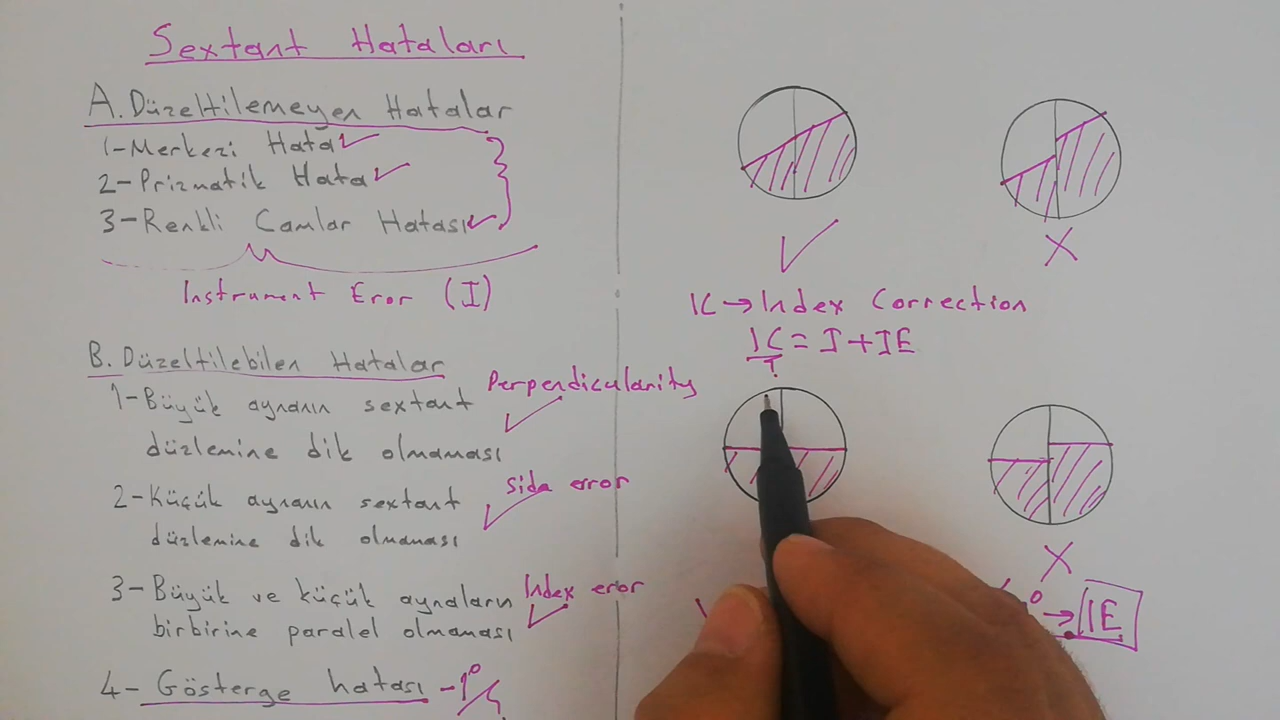 Sextant Hataları
A. Düzeltilemeyen Hatalar
1-Merkezi Hata
2-Prizmatik Hata
3-Renkli Camlar Hatası
Instrument Eror (I)
B. Düzeltilebilen Hatalar
1-Büyük aynanın sextant
düzlemine dik olmaması
Perpendicularity
2-Küçük aynanın sextant
düzlemine dik olmaması
Sida error
3-Büyük ve küçük aynaların
birbirine paralel olmaması
Index eror
4-Gösterge hatası
IC→Index Correction
IC=I+IE
?
→IE